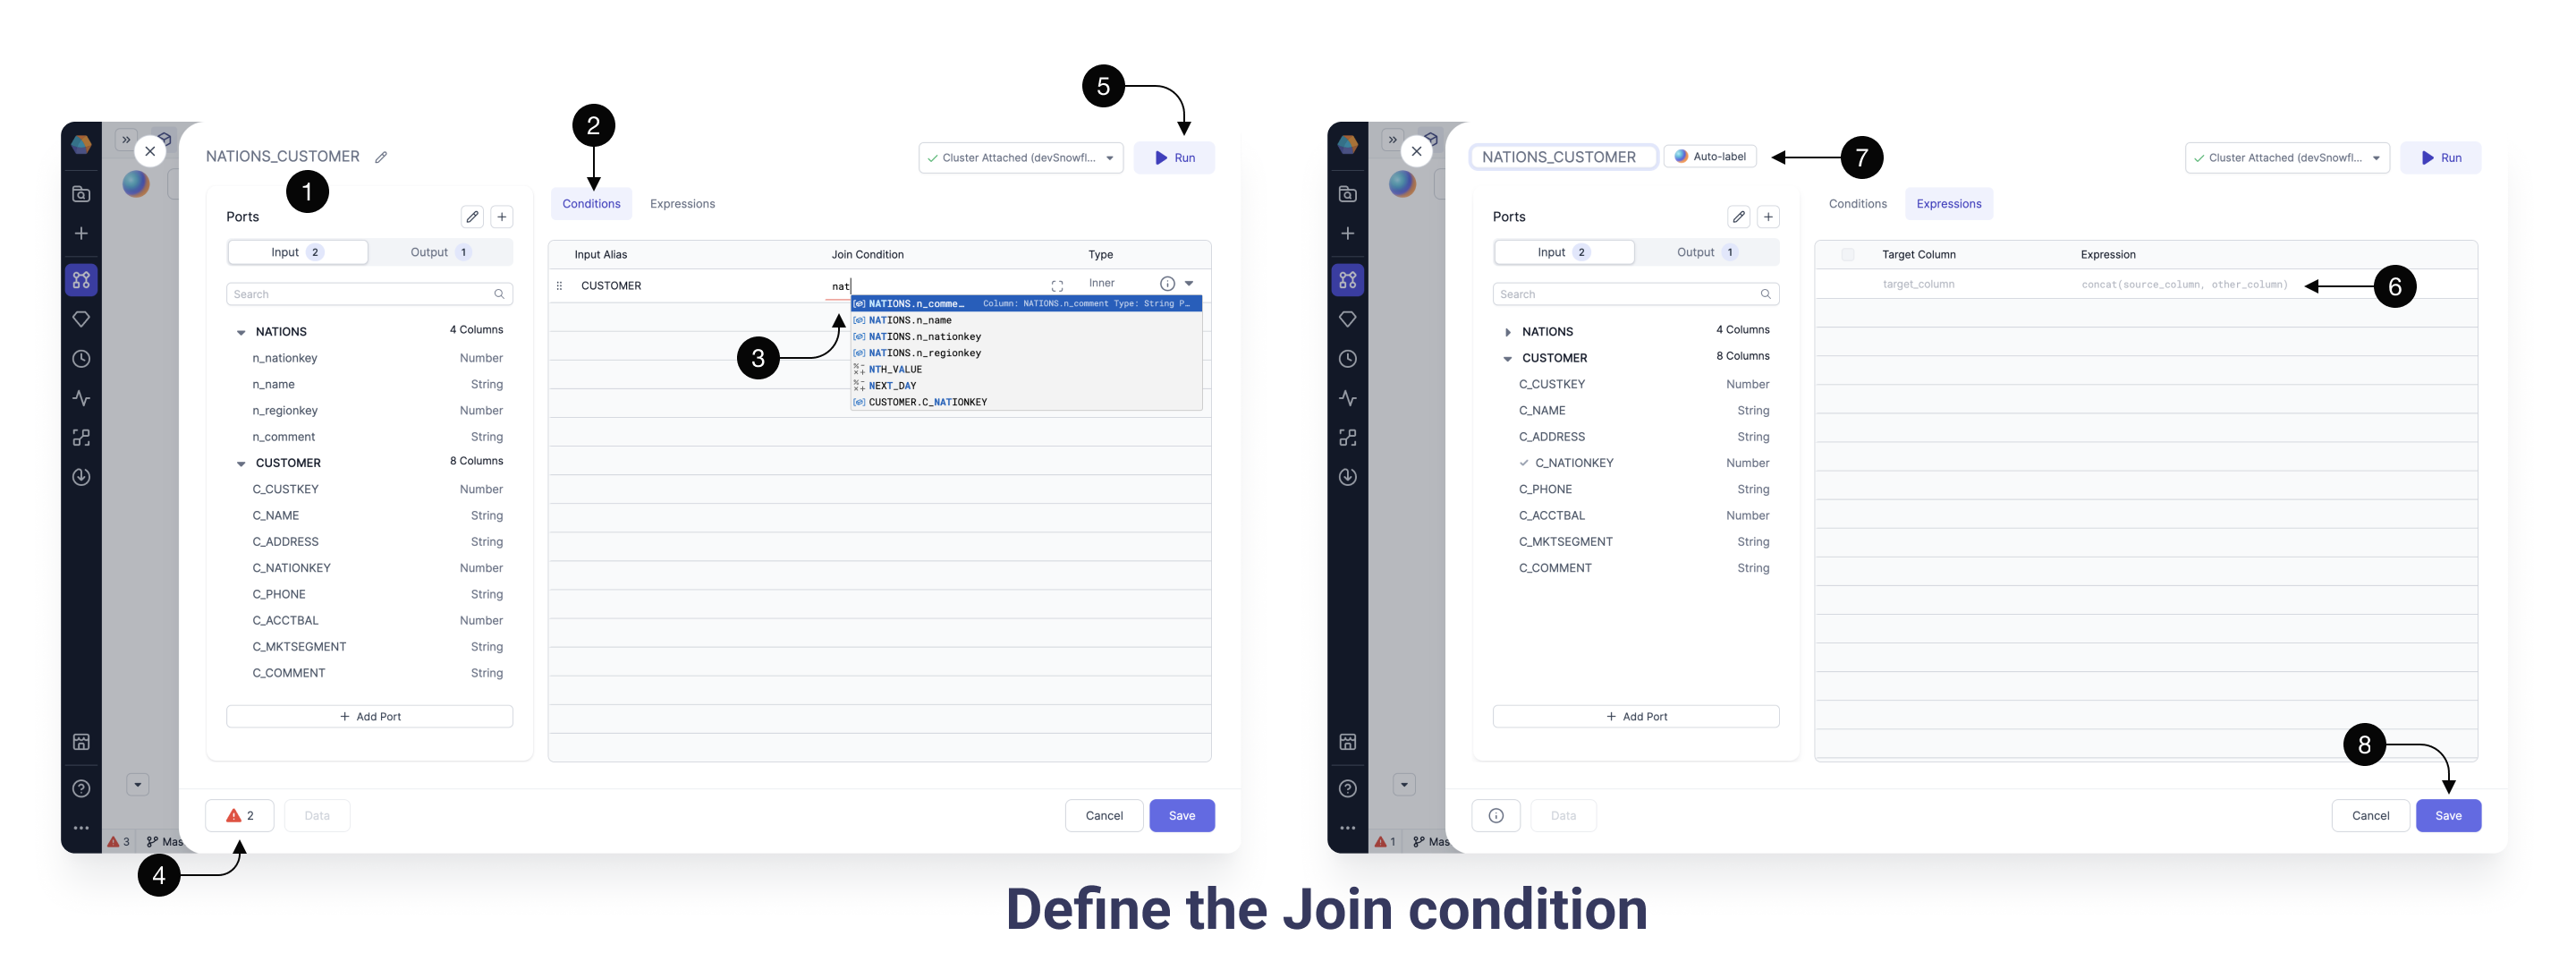 5
2
NATIONS_CUSTOMER
1
Cluster Attached (devSnowfl...
Run
Conditions
Expressions
Ports
Input 2
Output 1
Search
NATIONS 4 Columns
n_nationkey Number
n_name String
n_regionkey Number
n_comment String
CUSTOMER 8 Columns
C_CUSTKEY Number
C_NAME String
C_ADDRESS String
C_NATIONKEY Number
C_PHONE String
C_ACCTBAL Number
C_MKTSEGMENT String
C_COMMENT String
+ Add Port
Input Alias Join Condition Type
CUSTOMER nat Inner
NATIONS.n_comme… Column: NATIONS.n_comment Type: String P…
NATIONS.n_name
NATIONS.n_nationkey
NATIONS.n_regionkey
NTH_VALUE
NEXT_DAY
CUSTOMER.C_NATIONKEY
3
2
Data
Cancel
Save
3
Mas
4
NATIONS_CUSTOMER
Auto-label
7
Cluster Attached (devSnowfl...
Run
Conditions
Expressions
Ports
Input 2
Output 1
Search
NATIONS 4 Columns
CUSTOMER 8 Columns
C_CUSTKEY Number
C_NAME String
C_ADDRESS String
C_NATIONKEY Number
C_PHONE String
C_ACCTBAL Number
C_MKTSEGMENT String
C_COMMENT String
+ Add Port
Target Column Expression
target_column concat(source_column, other_column)
6
8
Data
Cancel
Save
1
Mas
Define the Join condition